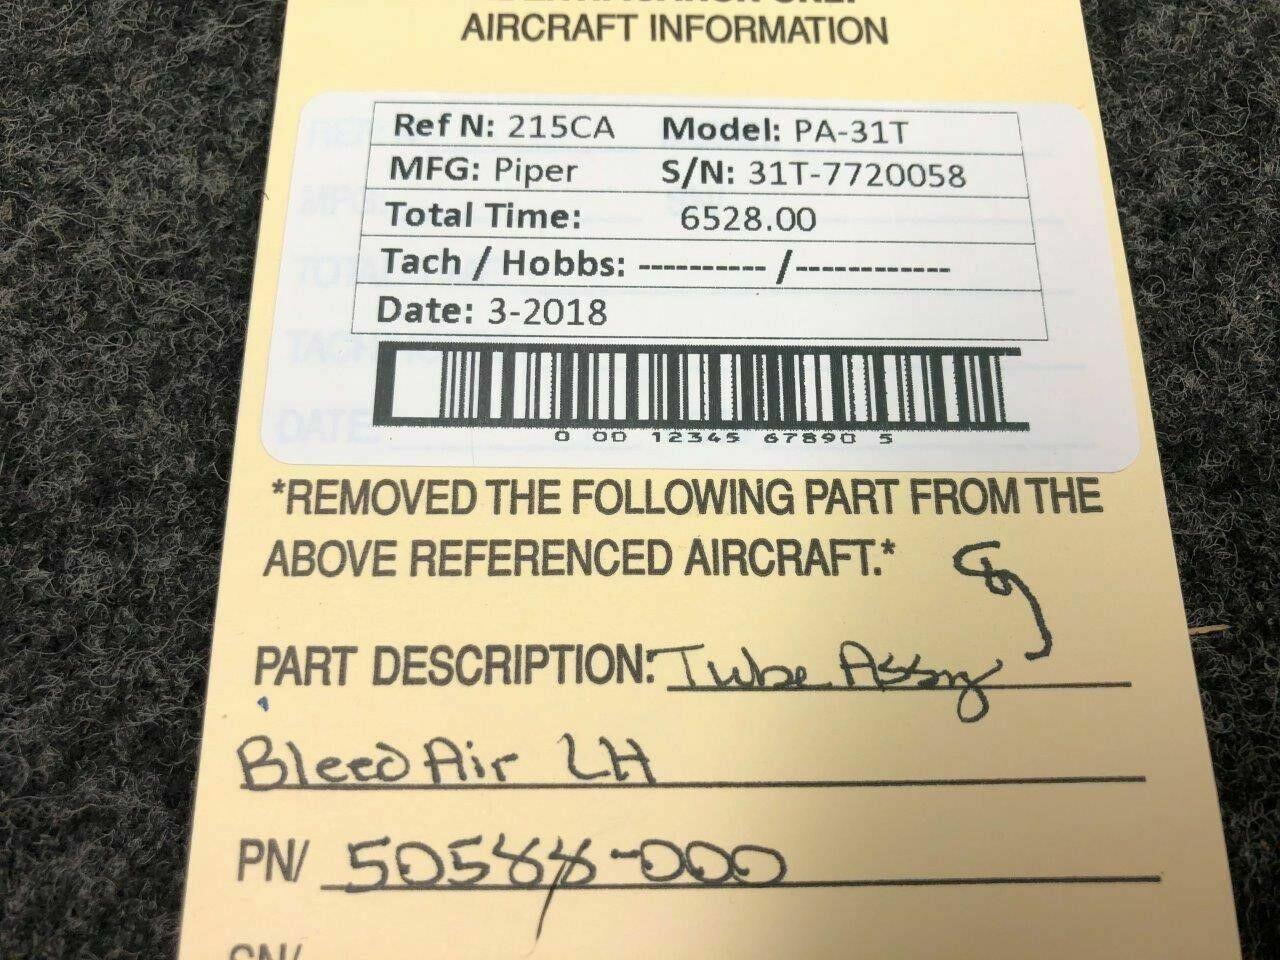 AIRCRAFT INFORMATION
Ref N: 215CA Model: PA-31T
MFG: Piper S/N: 31T-7720058
Total Time: 6528.00
Tach / Hobbs: ---------- /------------
Date: 3-2018
0 00 12345 67890 5
*REMOVED THE FOLLOWING PART FROM THE
ABOVE REFERENCED AIRCRAFT.*
PART DESCRIPTION: Tube Assy
Bleed Air LH
PN/ 50588-000